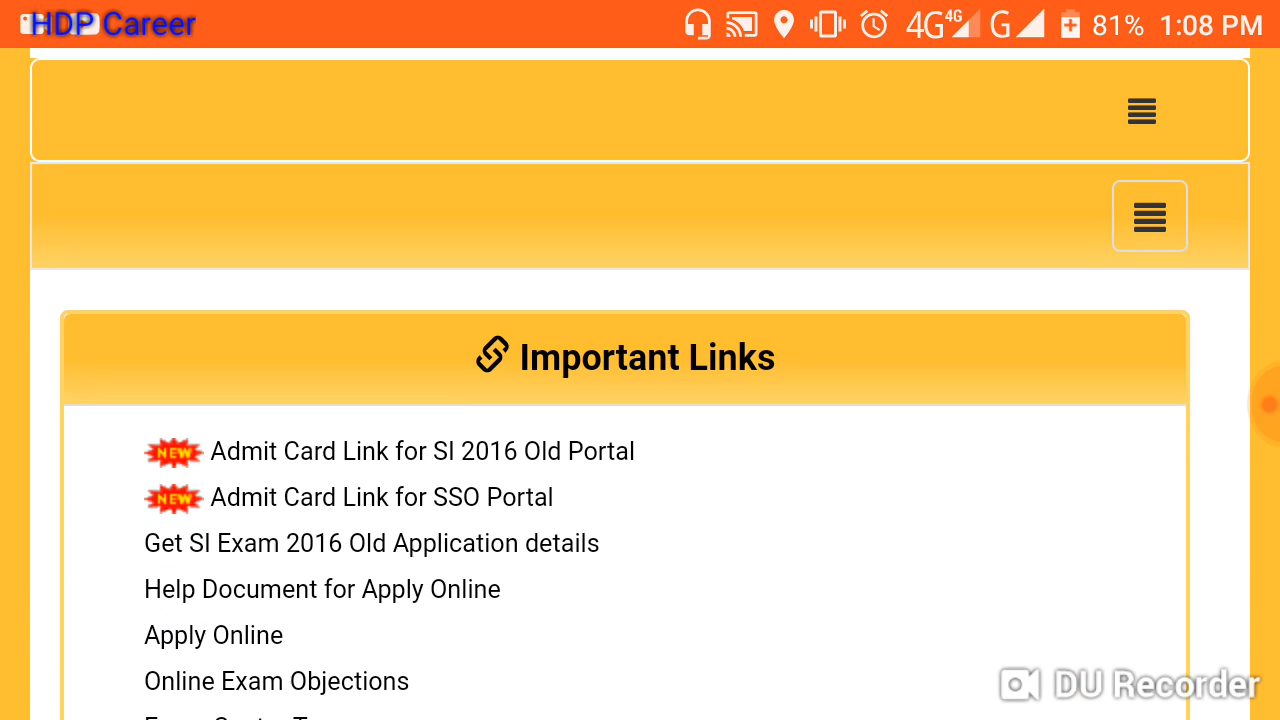 HDP Career
4G 4G G 81% 1:08 PM
Important Links
NEW Admit Card Link for SI 2016 Old Portal
NEW Admit Card Link for SSO Portal
Get SI Exam 2016 Old Application details
Help Document for Apply Online
Apply Online
Online Exam Objections
DU Recorder